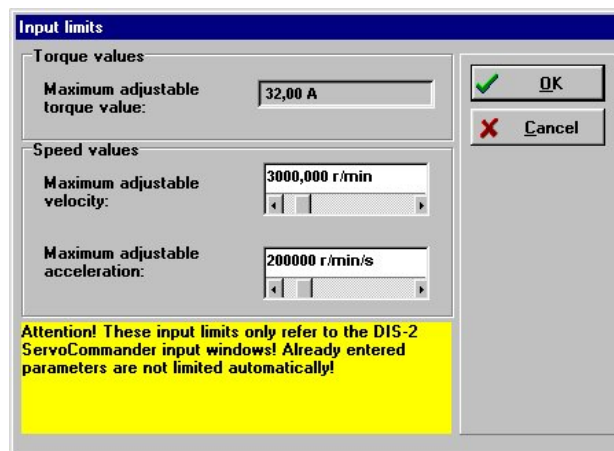 Input limits
Torque values
Maximum adjustable
torque value:
32,00 A
OK
Cancel
Speed values
Maximum adjustable
velocity:
3000,000 r/min
Maximum adjustable
acceleration:
200000 r/min/s
Attention! These input limits only refer to the DIS-2
ServoCommander input windows! Already entered
parameters are not limited automatically!